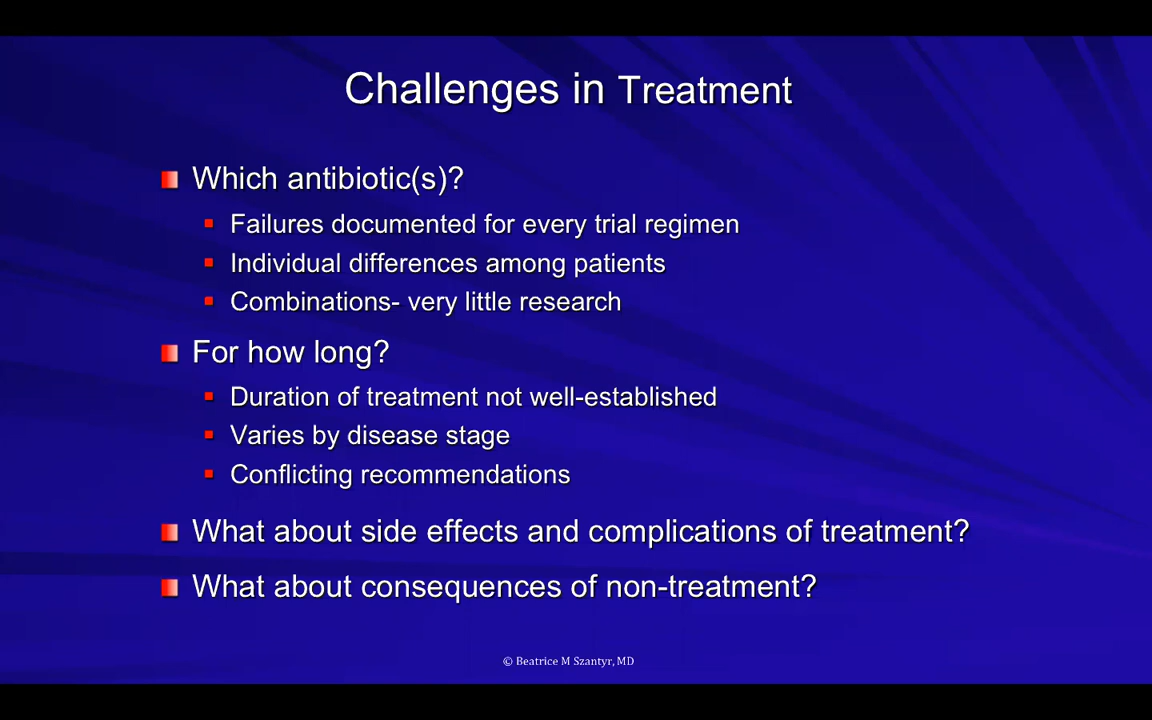 Challenges in Treatment
Which antibiotic(s)?
Failures documented for every trial regimen
Individual differences among patients
Combinations- very little research
For how long?
Duration of treatment not well-established
Varies by disease stage
Conflicting recommendations
What about side effects and complications of treatment?
What about consequences of non-treatment?
© Beatrice M Szantyr, MD